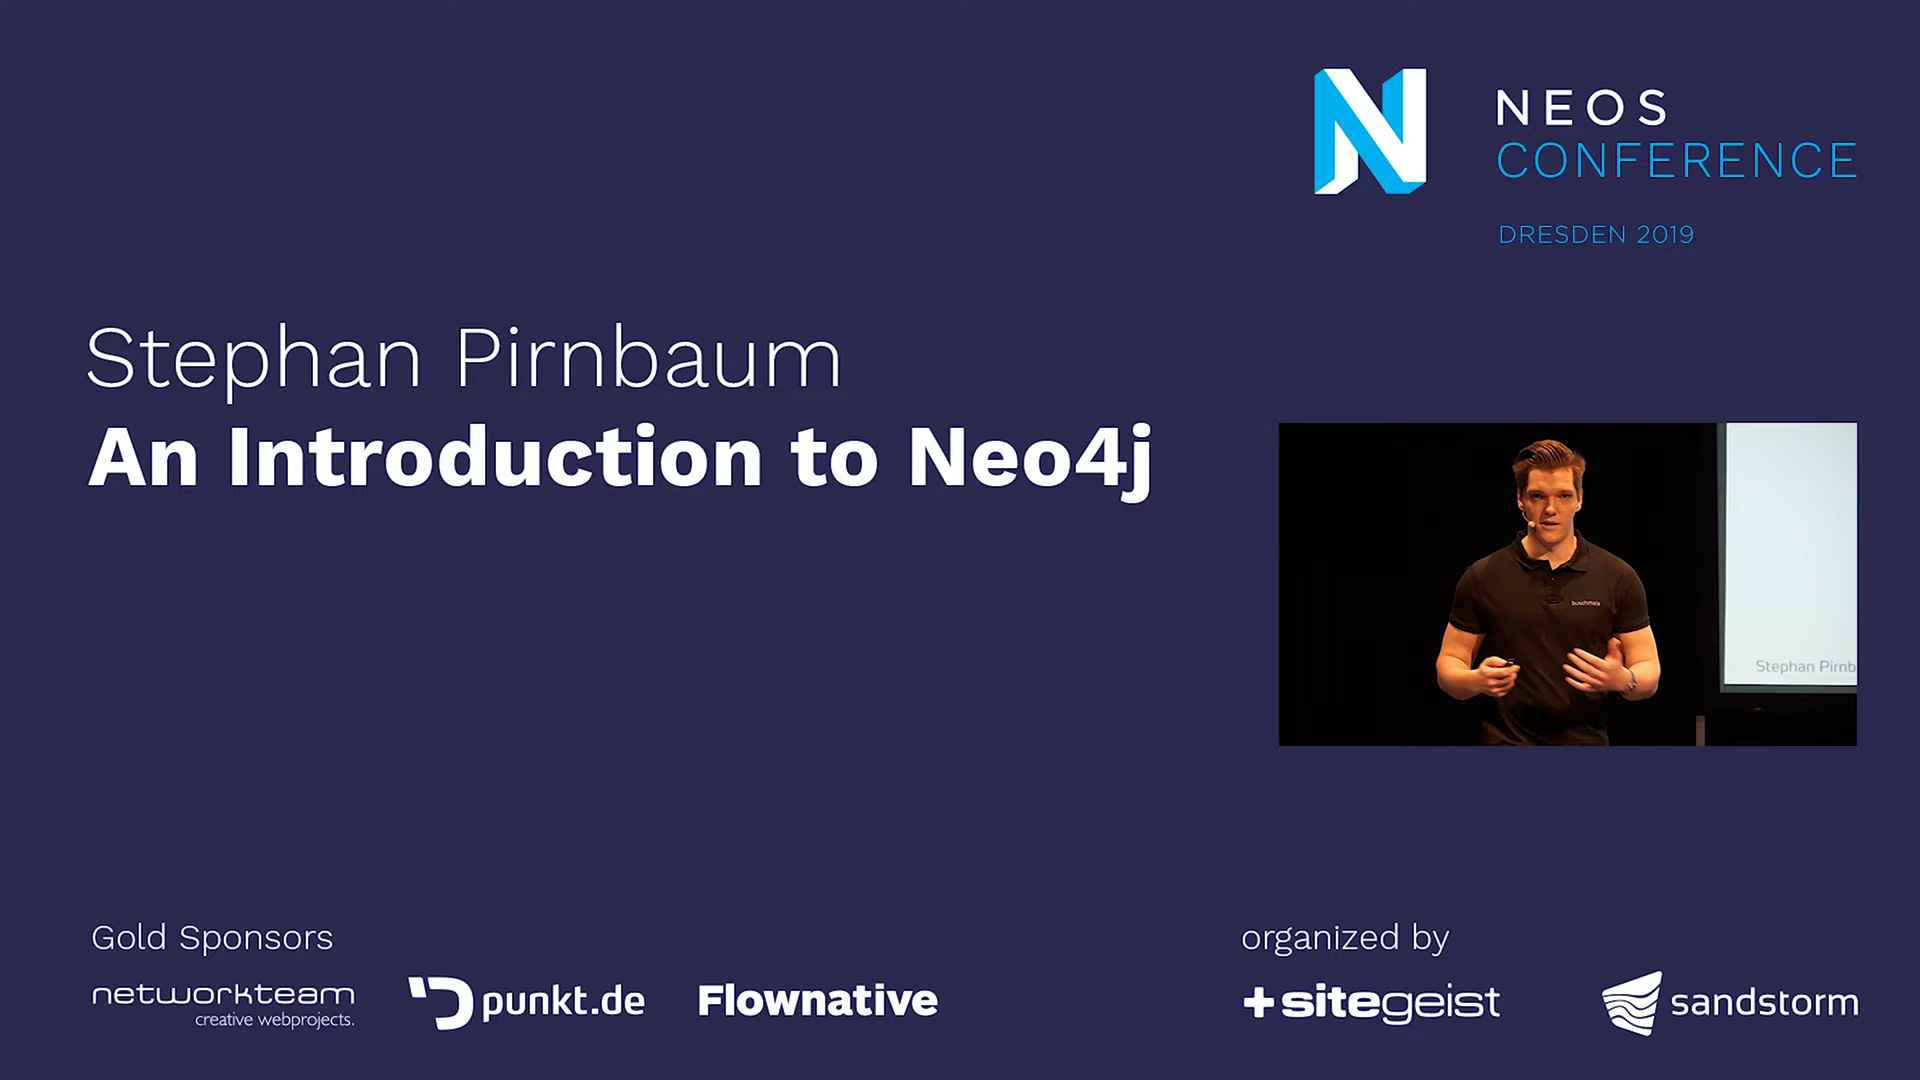 NEOS
CONFERENCE
DRESDEN 2019
Stephan Pirnbaum
An Introduction to Neo4j
buschmais
Stephan Pirnb
Gold Sponsors
networkteam
creative webprojects.
punkt.de
Flownative
organized by
+sitegeist
sandstorm